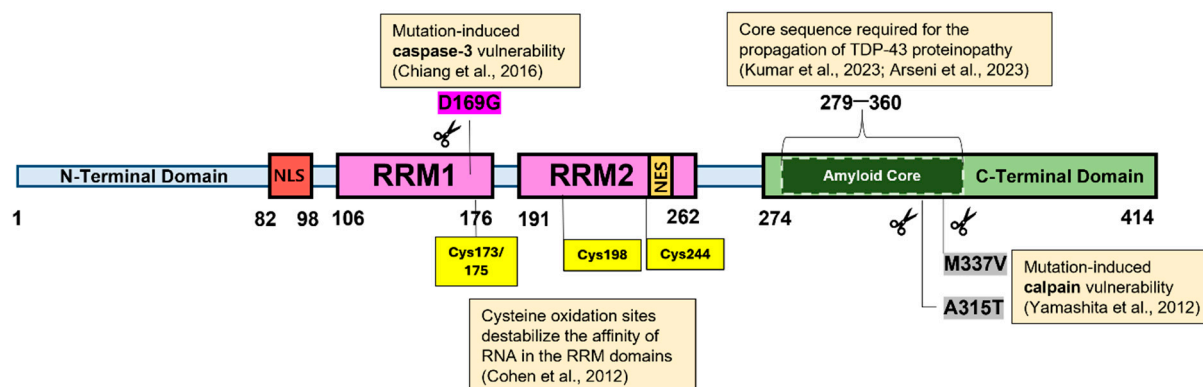 Mutation-induced
caspase-3 vulnerability
(Chiang et al., 2016)
D169G
Core sequence required for the
propagation of TDP-43 proteinopathy
(Kumar et al., 2023; Arseni et al., 2023)
279–360
N-Terminal Domain
NLS
RRM1
RRM2
NES
Amyloid Core
C-Terminal Domain
1
82
98
106
176
191
262
274
414
Cys173/
175
Cys198
Cys244
M337V
A315T
Mutation-induced
calpain vulnerability
(Yamashita et al., 2012)
Cysteine oxidation sites
destabilize the affinity of
RNA in the RRM domains
(Cohen et al., 2012)